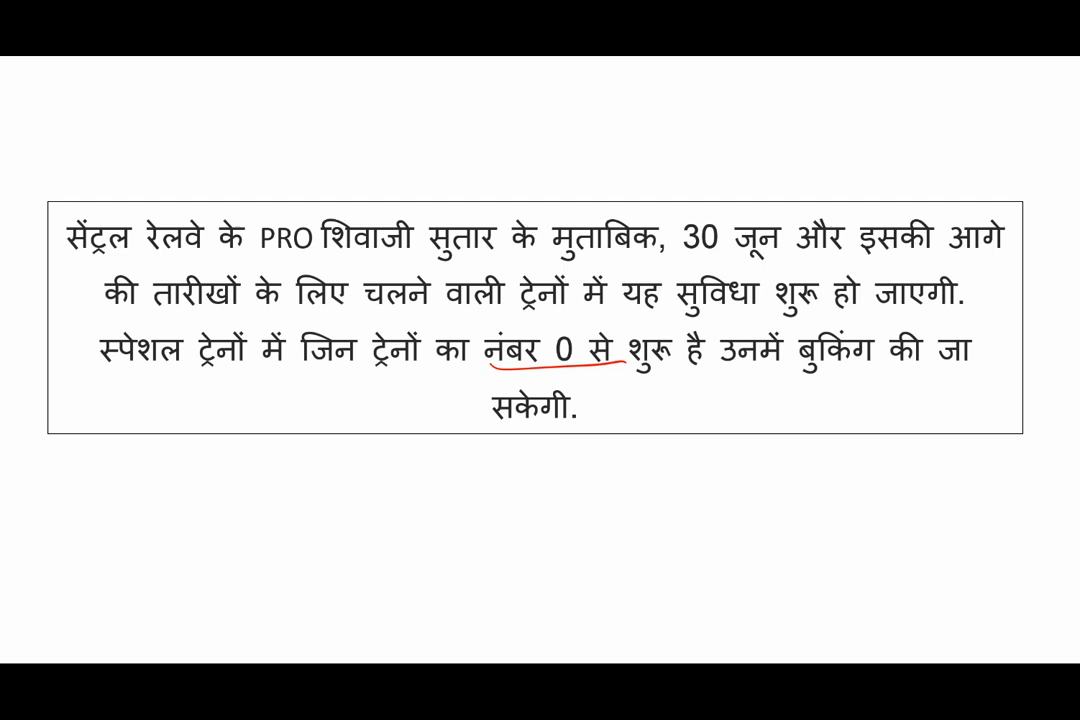 सेंट्रल रेलवे के PRO शिवाजी सुतार के मुताबिक, 30 जून और इसकी आगे
की तारीखों के लिए चलने वाली ट्रेनों में यह सुविधा शुरू हो जाएगी.
स्पेशल ट्रेनों में जिन ट्रेनों का नंबर 0 से शुरू है उनमें बुकिंग की जा
सकेगी.